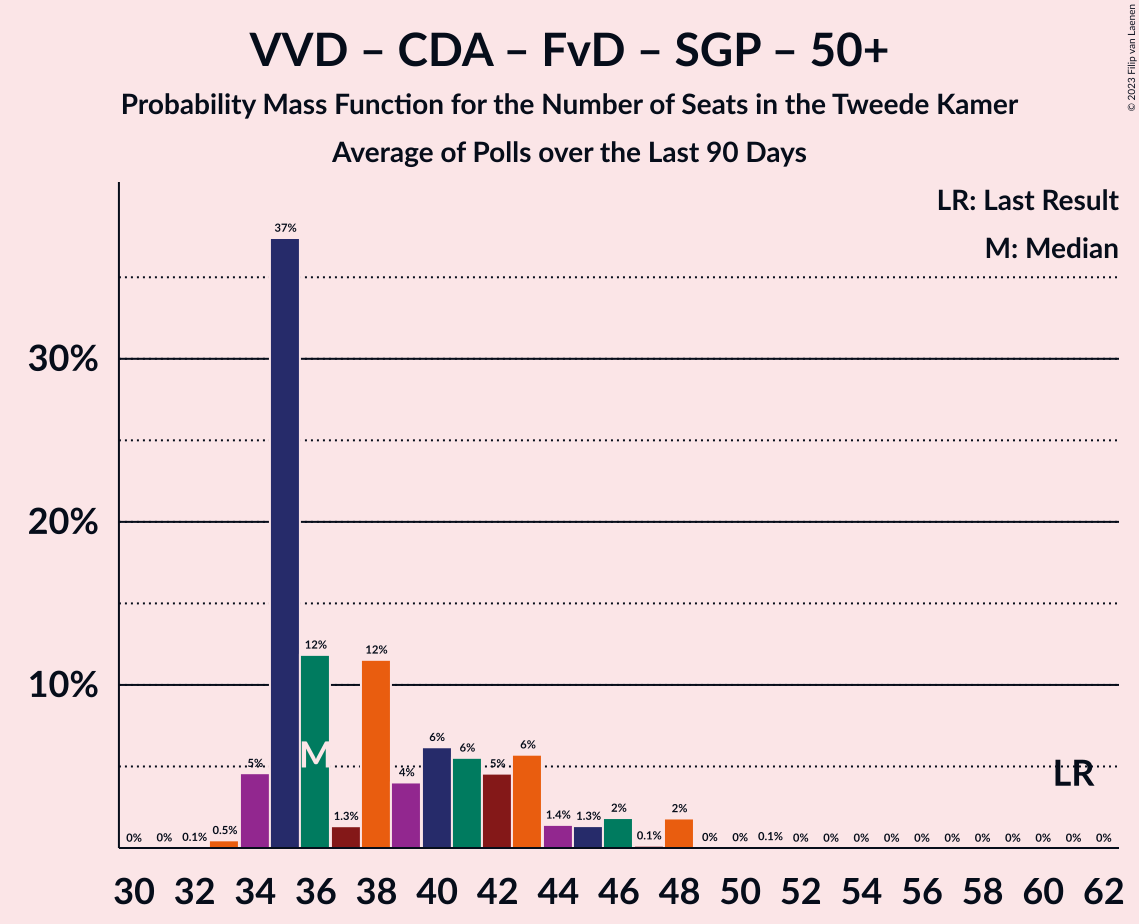 VVD – CDA – FvD – SGP – 50+
Probability Mass Function for the Number of Seats in the Tweede Kamer
Average of Polls over the Last 90 Days
© 2023 Filip van Laenen
LR: Last Result
M: Median
30%
20%
10%
0% 0% 0.1% 0.5% 5% 37% 12% 1.3% 12% 4% 6% 6% 5% 6% 1.4% 1.3% 2% 0.1% 2% 0% 0% 0.1% 0% 0% 0% 0% 0% 0% 0% 0% 0% 0% 0%
M
LR
30 32 34 36 38 40 42 44 46 48 50 52 54 56 58 60 62